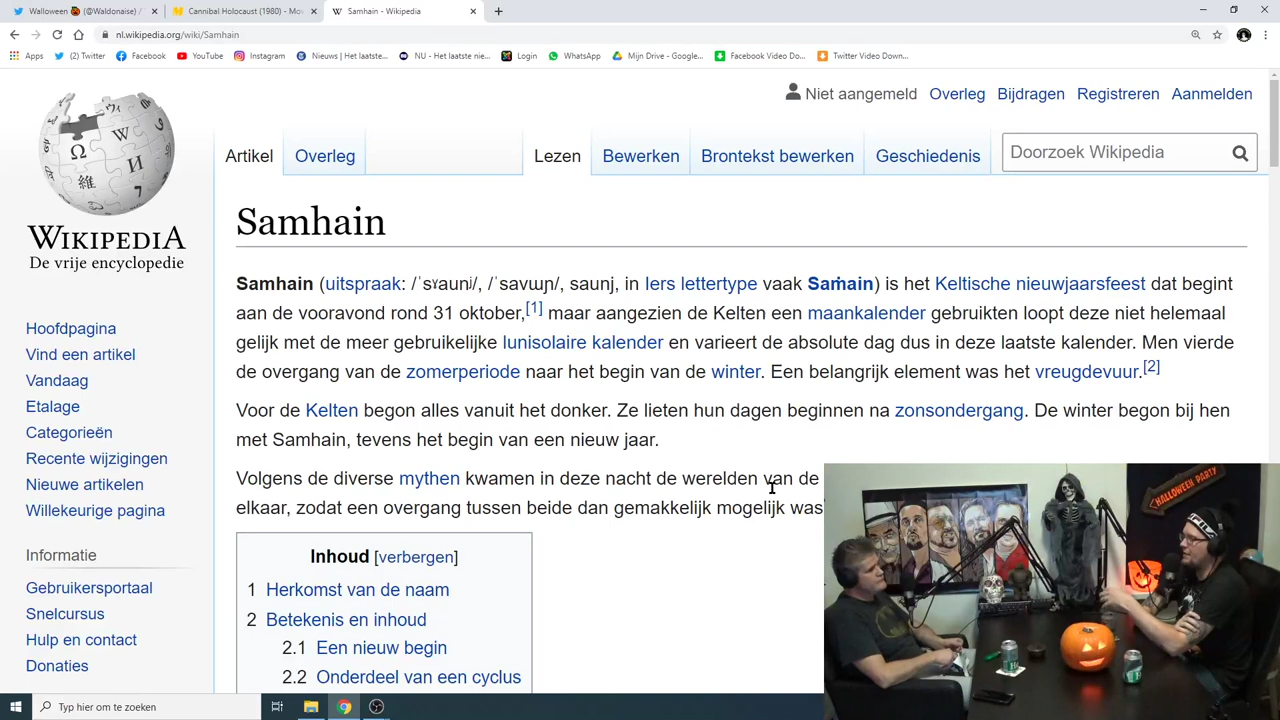 Walloween 🎃 (@Waldonaise) /
Cannibal Holocaust (1980) - Mov
Samhain - Wikipedia
nl.wikipedia.org/wiki/Samhain
Apps
(2) Twitter
Facebook
YouTube
Instagram
Nieuws | Het laatste...
NU - Het laatste nie...
Login
WhatsApp
Mijn Drive - Google...
Facebook Video Do...
Twitter Video Down...
Niet aangemeld Overleg Bijdragen Registreren Aanmelden
Artikel Overleg Lezen Bewerken Brontekst bewerken Geschiedenis Doorzoek Wikipedia
WIKIPEDIA
De vrije encyclopedie
Hoofdpagina
Vind een artikel
Vandaag
Etalage
Categorieën
Recente wijzigingen
Nieuwe artikelen
Willekeurige pagina
Informatie
Gebruikersportaal
Snelcursus
Hulp en contact
Donaties
Samhain
Samhain (uitspraak: /ˈsˠaunʲ/, /ˈsavɯɲ/, saunj, in Iers lettertype vaak Saṁain) is het Keltische nieuwjaarsfeest dat begint
aan de vooravond rond 31 oktober,[1] maar aangezien de Kelten een maankalender gebruikten loopt deze niet helemaal
gelijk met de meer gebruikelijke lunisolaire kalender en varieert de absolute dag dus in deze laatste kalender. Men vierde
de overgang van de zomerperiode naar het begin van de winter. Een belangrijk element was het vreugdevuur.[2]
Voor de Kelten begon alles vanuit het donker. Ze lieten hun dagen beginnen na zonsondergang. De winter begon bij hen
met Samhain, tevens het begin van een nieuw jaar.
Volgens de diverse mythen kwamen in deze nacht de werelden van de
elkaar, zodat een overgang tussen beide dan gemakkelijk mogelijk was
Inhoud [verbergen]
1 Herkomst van de naam
2 Betekenis en inhoud
2.1 Een nieuw begin
2.2 Onderdeel van een cyclus
HALLOWEEN PARTY
Typ hier om te zoeken